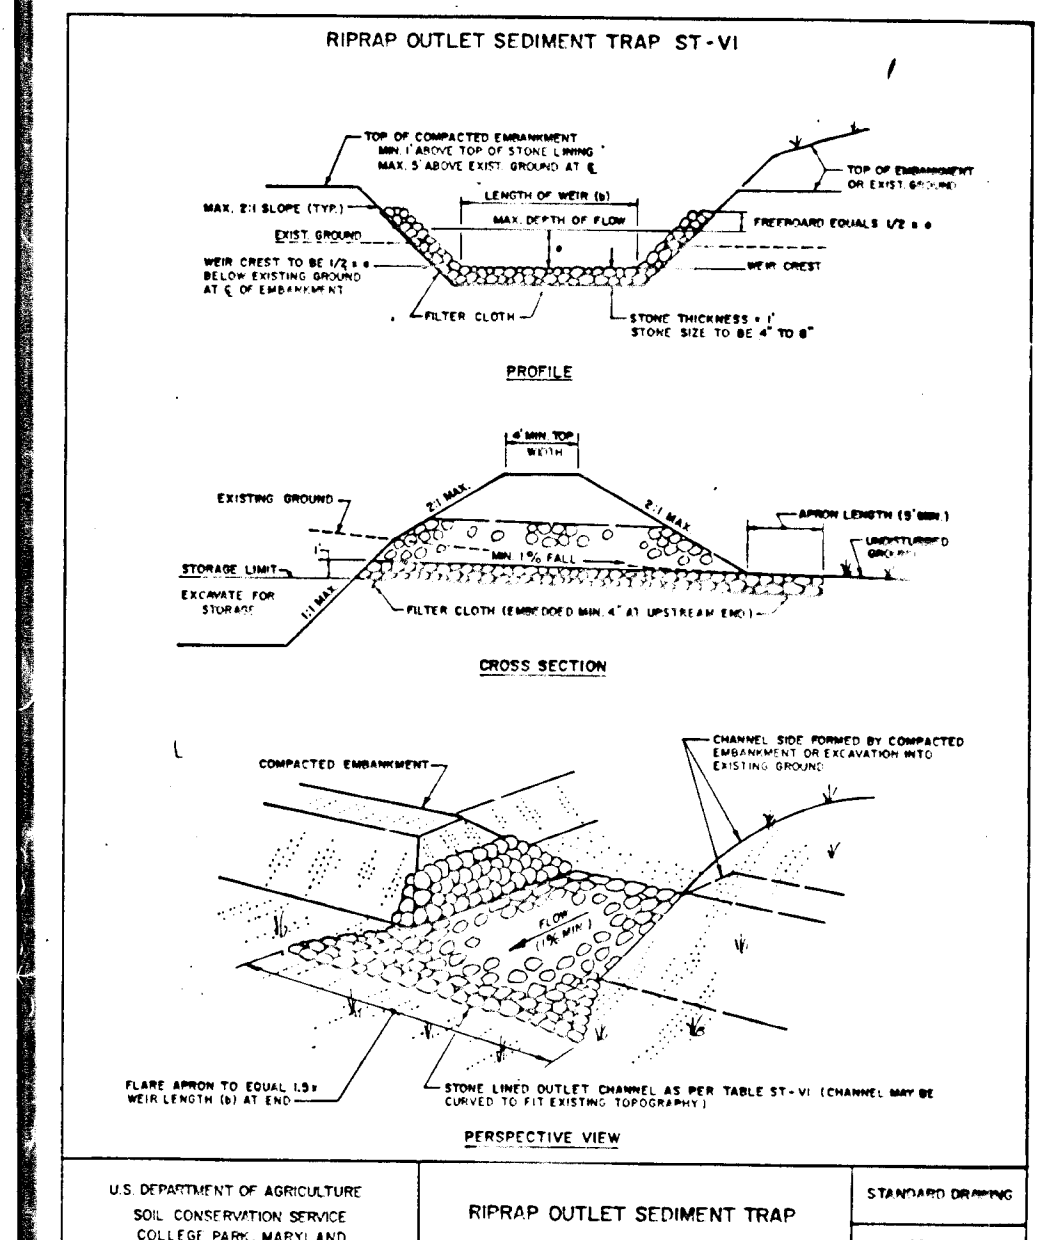 RIPRAP OUTLET SEDIMENT TRAP ST-VI
TOP OF COMPACTED EMBANKMENT
MIN. 1' ABOVE TOP OF STONE LINING
MAX. 5' ABOVE EXIST. GROUND AT ℄
TOP OF EMBANKMENT
OR EXIST. GROUND
LENGTH OF WEIR (b)
MAX. 2:1 SLOPE (TYP.)
MAX. DEPTH OF FLOW
FREEBOARD EQUALS 1/2 x
EXIST. GROUND
WEIR CREST TO BE 1/2 x
BELOW EXISTING GROUND
AT ℄ OF EMBANKMENT
WEIR CREST
FILTER CLOTH
STONE THICKNESS = 1'
STONE SIZE TO BE 4" TO 8"
PROFILE
4' MIN. TOP
WIDTH
2:1 MAX.
2:1 MAX.
EXISTING GROUND
APRON LENGTH (5' MIN.)
UNDISTURBED
GROUND
1'
MIN. 1% FALL
STORAGE LIMIT
EXCAVATE FOR
STORAGE
1:1 MAX.
FILTER CLOTH (EMBEDDED MIN. 4" AT UPSTREAM END)
CROSS SECTION
CHANNEL SIDE FORMED BY COMPACTED
EMBANKMENT OR EXCAVATION INTO
EXISTING GROUND
COMPACTED EMBANKMENT
FLOW
(1% MIN.)
FLARE APRON TO EQUAL 1.5 x
WEIR LENGTH (b) AT END
STONE LINED OUTLET CHANNEL AS PER TABLE ST-VI (CHANNEL MAY BE
CURVED TO FIT EXISTING TOPOGRAPHY)
PERSPECTIVE VIEW
U.S. DEPARTMENT OF AGRICULTURE
SOIL CONSERVATION SERVICE
COLLEGE PARK, MARYLAND
RIPRAP OUTLET SEDIMENT TRAP
STANDARD DRAWING